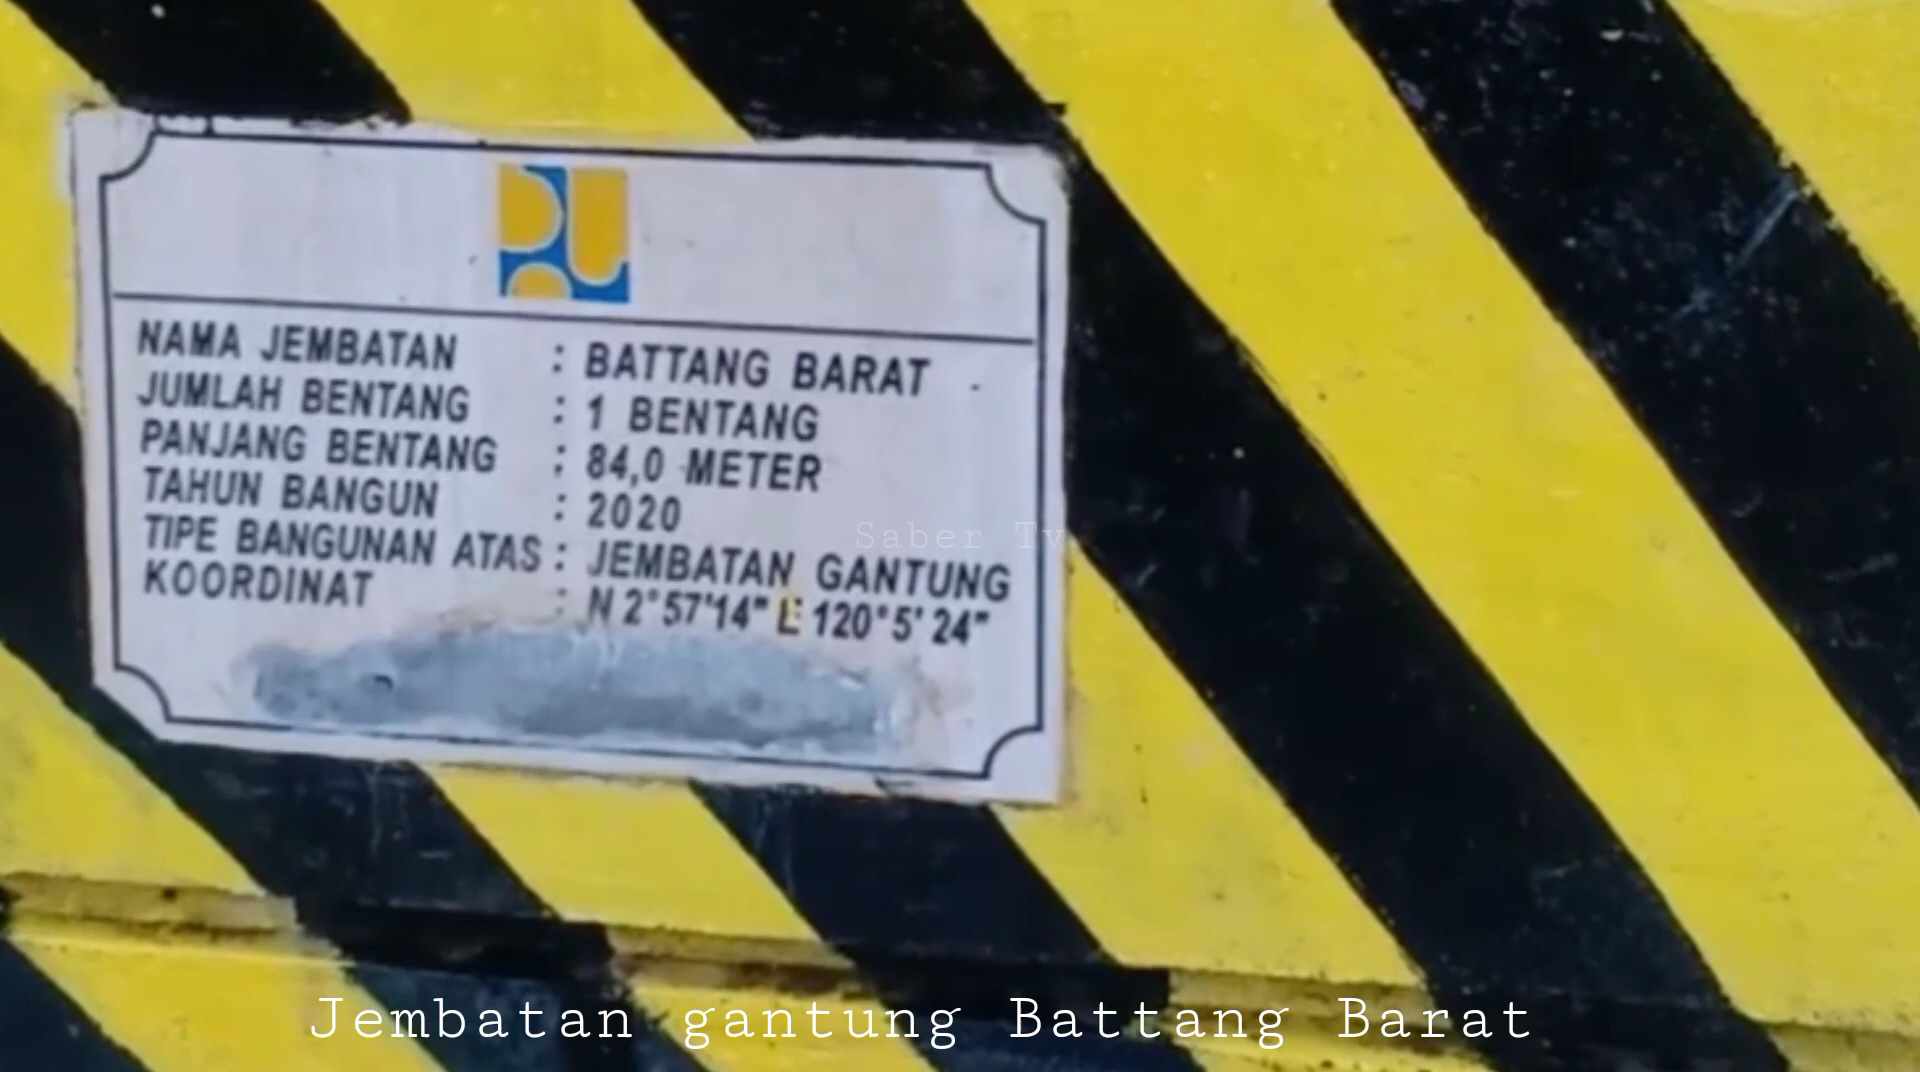 NAMA JEMBATAN : BATTANG BARAT
JUMLAH BENTANG : 1 BENTANG
PANJANG BENTANG : 84,0 METER
TAHUN BANGUN : 2020
TIPE BANGUNAN ATAS : JEMBATAN GANTUNG
KOORDINAT : N 2°57'14" E 120°5'24"
Saber Tv
Jembatan gantung Battang Barat